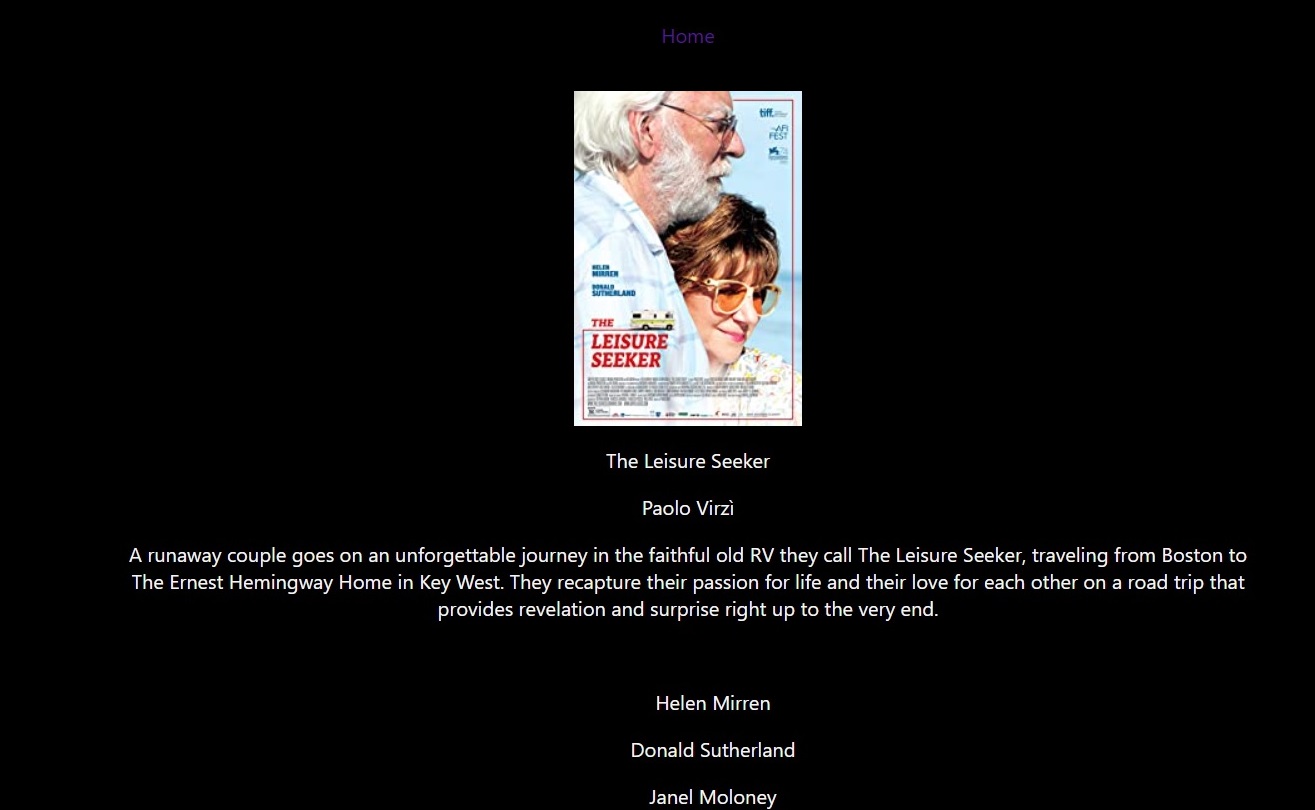 Home
tiff.
AFI
FEST
HELEN
MIRREN
DONALD
SUTHERLAND
THE
LEISURE
SEEKER
The Leisure Seeker
Paolo Virzì
A runaway couple goes on an unforgettable journey in the faithful old RV they call The Leisure Seeker, traveling from Boston to
The Ernest Hemingway Home in Key West. They recapture their passion for life and their love for each other on a road trip that
provides revelation and surprise right up to the very end.
Helen Mirren
Donald Sutherland
Janel Moloney